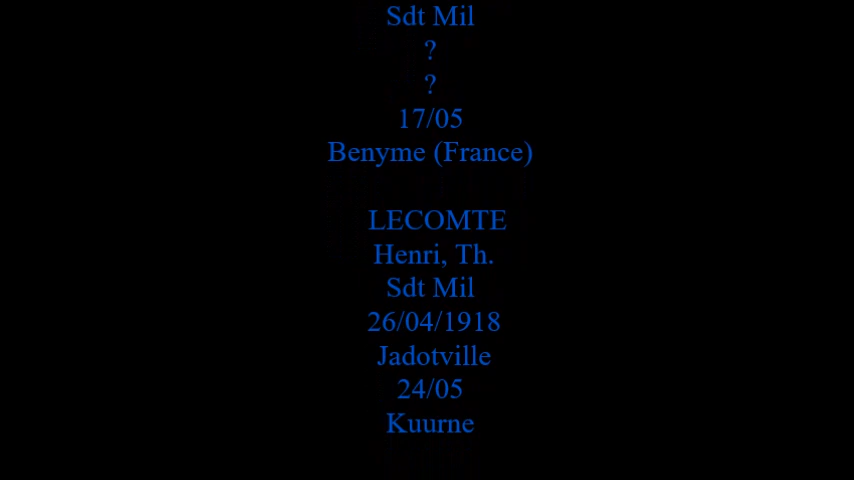 Sdt Mil
?
?
17/05
Benyme (France)
LECOMTE
Henri, Th.
Sdt Mil
26/04/1918
Jadotville
24/05
Kuurne